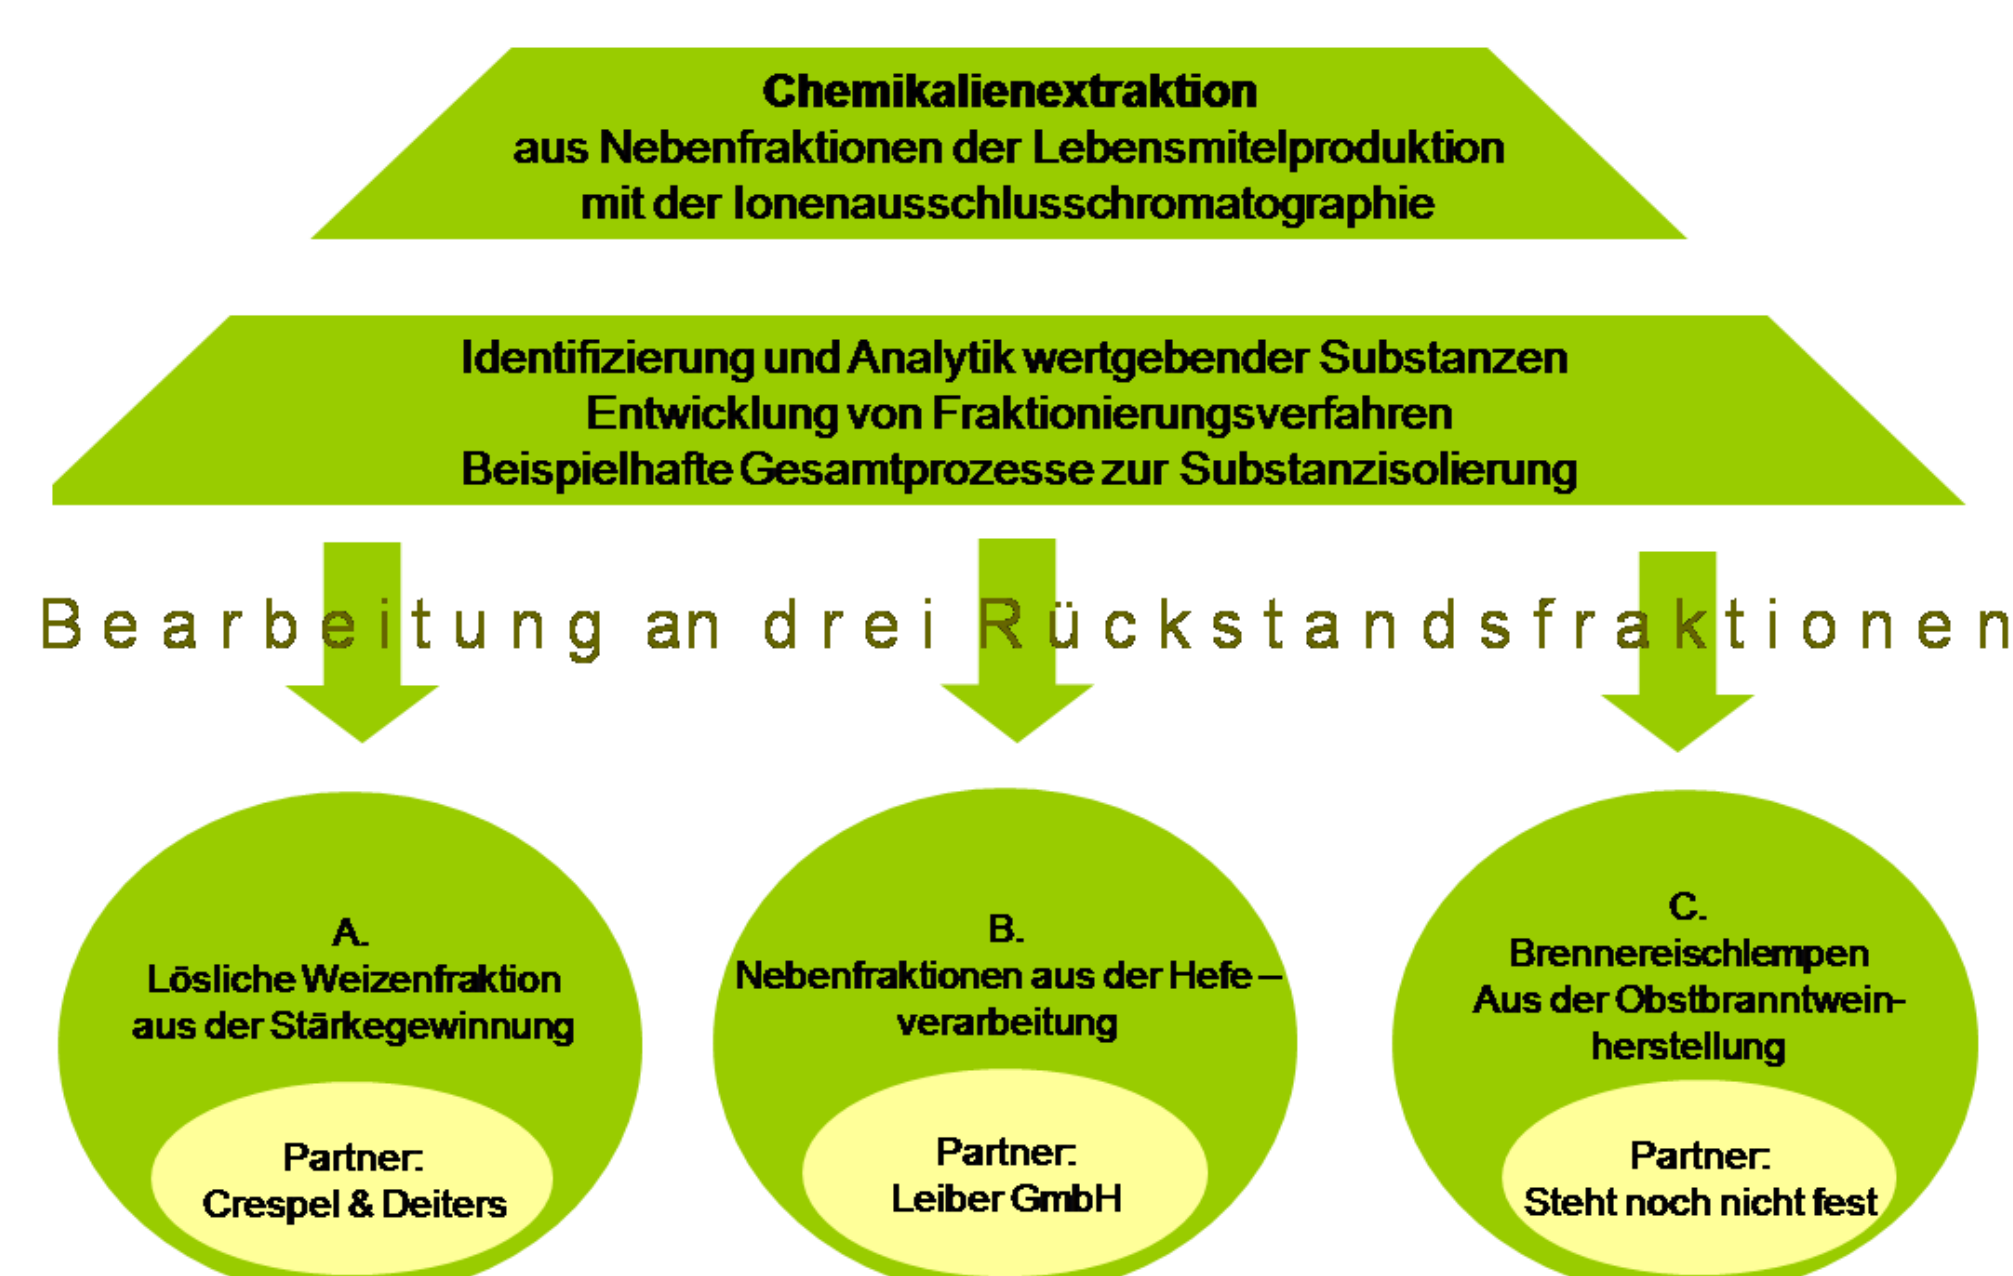 Chemikalienextraktion
aus Nebenfraktionen der Lebensmitelproduktion
mit der Ionenausschlusschromatographie
Identifizierung und Analytik wertgebender Substanzen
Entwicklung von Fraktionierungsverfahren
Beispielhafte Gesamtprozesse zur Substanzisolierung
Bearbeitung an drei Rückstandsfraktionen
A.
Lösliche Weizenfraktion
aus der Stärkegewinnung
Partner:
Crespel & Deiters
B.
Nebenfraktionen aus der Hefe –
verarbeitung
Partner:
Leiber GmbH
C.
Brennereischlempen
Aus der Obstbranntwein-
herstellung
Partner:
Steht noch nicht fest